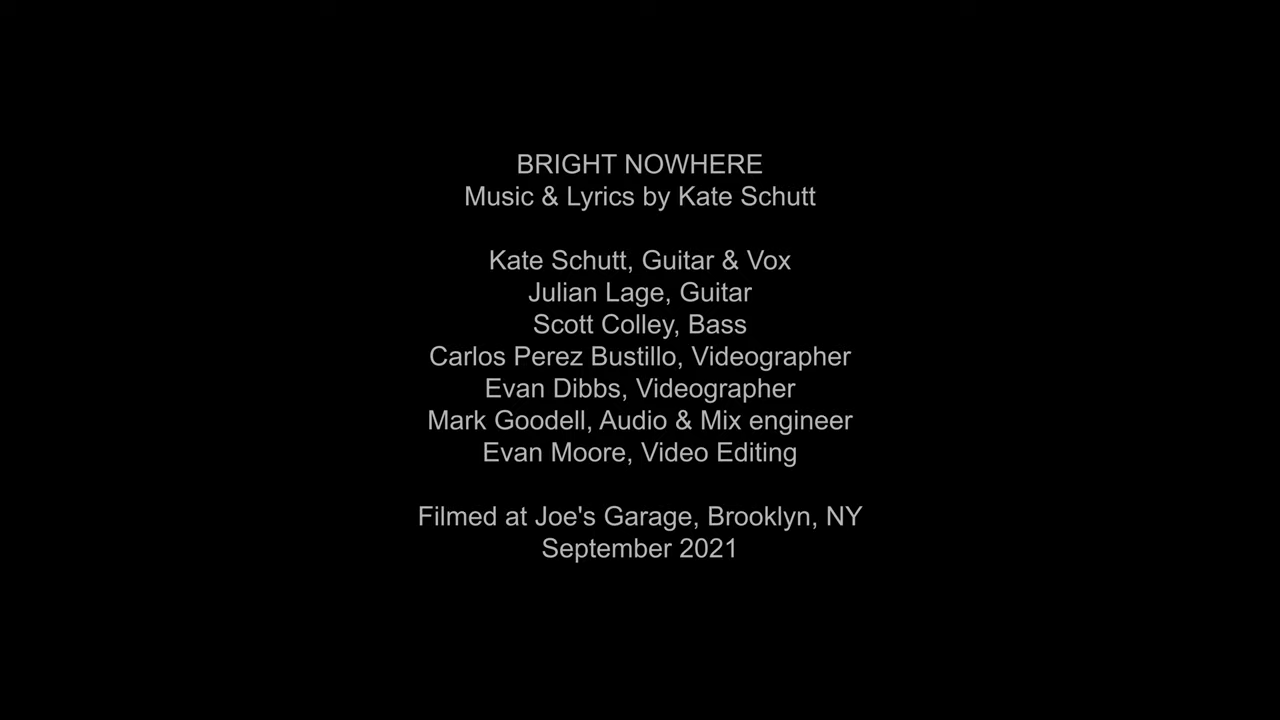 BRIGHT NOWHERE
Music & Lyrics by Kate Schutt
Kate Schutt, Guitar & Vox
Julian Lage, Guitar
Scott Colley, Bass
Carlos Perez Bustillo, Videographer
Evan Dibbs, Videographer
Mark Goodell, Audio & Mix engineer
Evan Moore, Video Editing
Filmed at Joe's Garage, Brooklyn, NY
September 2021